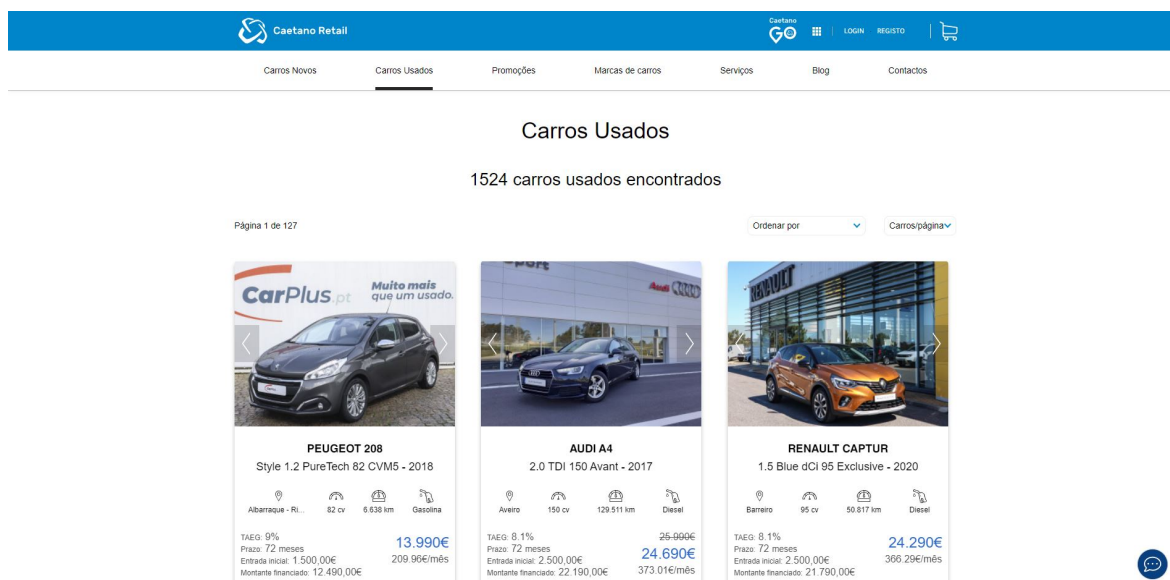 Caetano Retail
Caetano
GO
LOGIN REGISTO
Carros Novos Carros Usados Promoções Marcas de carros Serviços Blog Contactos
Carros Usados
1524 carros usados encontrados
Página 1 de 127
Ordenar por
Carros/página
CarPlus.pt
Muito mais
que um usado.
PEUGEOT 208
Style 1.2 PureTech 82 CVM5 - 2018
Albarraque - Ri... 82 cv 6.638 km Gasolina
TAEG: 9%
Prazo: 72 meses
Entrada inicial: 1.500,00€
Montante financiado: 12.490,00€
13.990€
209.96€/mês
port
Audi
AUDI A4
2.0 TDI 150 Avant - 2017
Aveiro 150 cv 129.511 km Diesel
TAEG: 8.1%
Prazo: 72 meses
Entrada inicial: 2.500,00€
Montante financiado: 22.190,00€
25.990€
24.690€
373.01€/mês
RENAULT
RENAULT CAPTUR
1.5 Blue dCi 95 Exclusive - 2020
Barreiro 95 cv 50.817 km Diesel
TAEG: 8.1%
Prazo: 72 meses
Entrada inicial: 2.500,00€
Montante financiado: 21.790,00€
24.290€
366.29€/mês